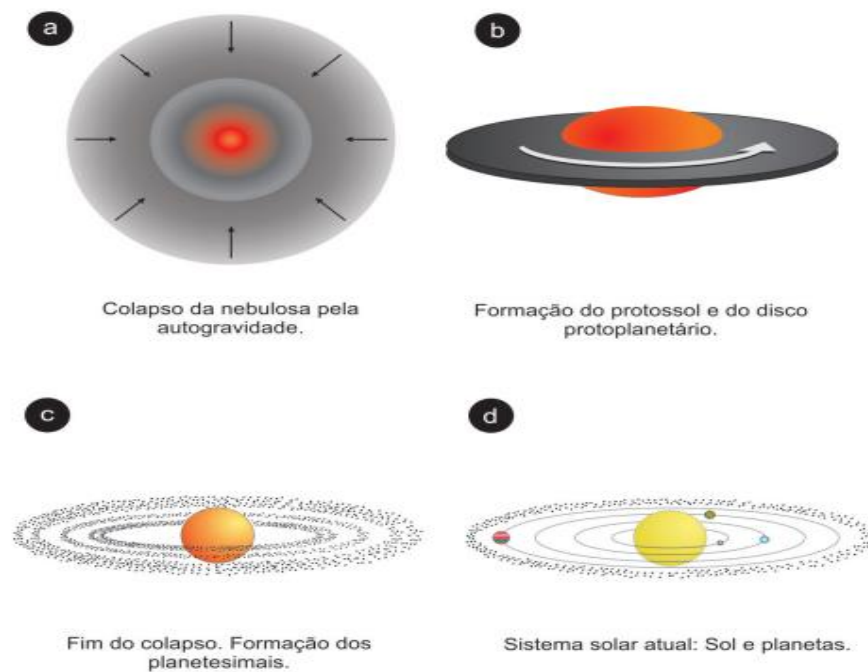 a
Colapso da nebulosa pela
autogravidade.
b
Formação do protossol e do disco
protoplanetário.
c
Fim do colapso. Formação dos
planetesimais.
d
Sistema solar atual: Sol e planetas.